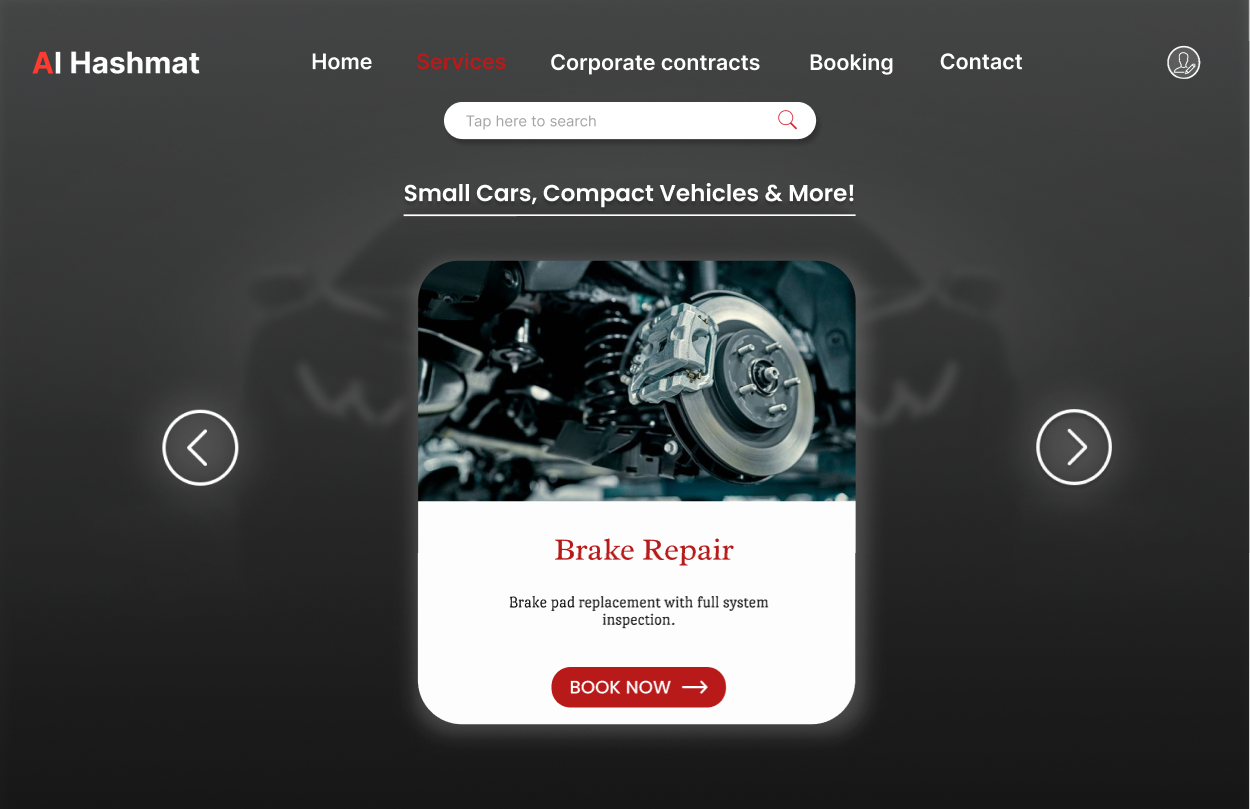 Al Hashmat
Home
Services
Corporate contracts
Booking
Contact
Tap here to search
Small Cars, Compact Vehicles & More!
Brake Repair
Brake pad replacement with full system
inspection.
BOOK NOW